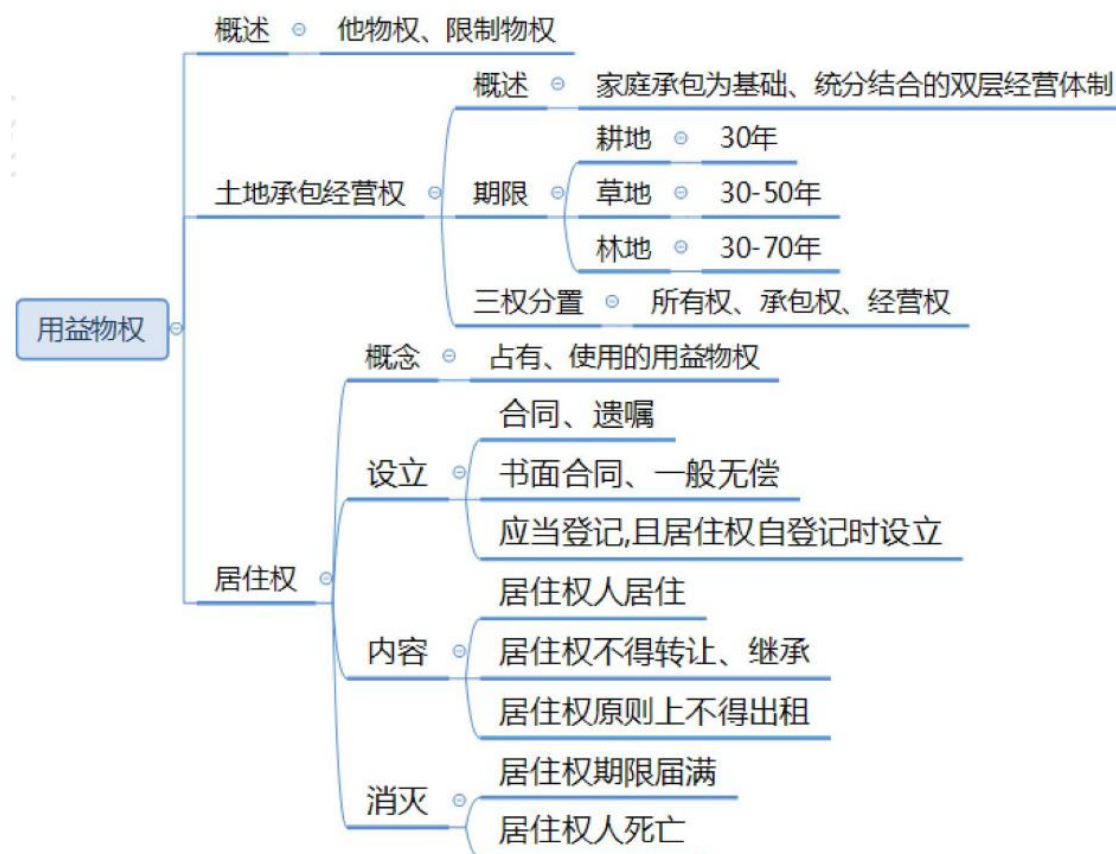 概述
他物权、限制物权
概述
家庭承包为基础、统分结合的双层经营体制
耕地
30年
土地承包经营权
期限
草地
30-50年
林地
30-70年
三权分置
所有权、承包权、经营权
用益物权
概念
占有、使用的用益物权
合同、遗嘱
设立
书面合同、一般无偿
应当登记,且居住权自登记时设立
居住权
居住权人居住
内容
居住权不得转让、继承
居住权原则上不得出租
居住权期限届满
消灭
居住权人死亡